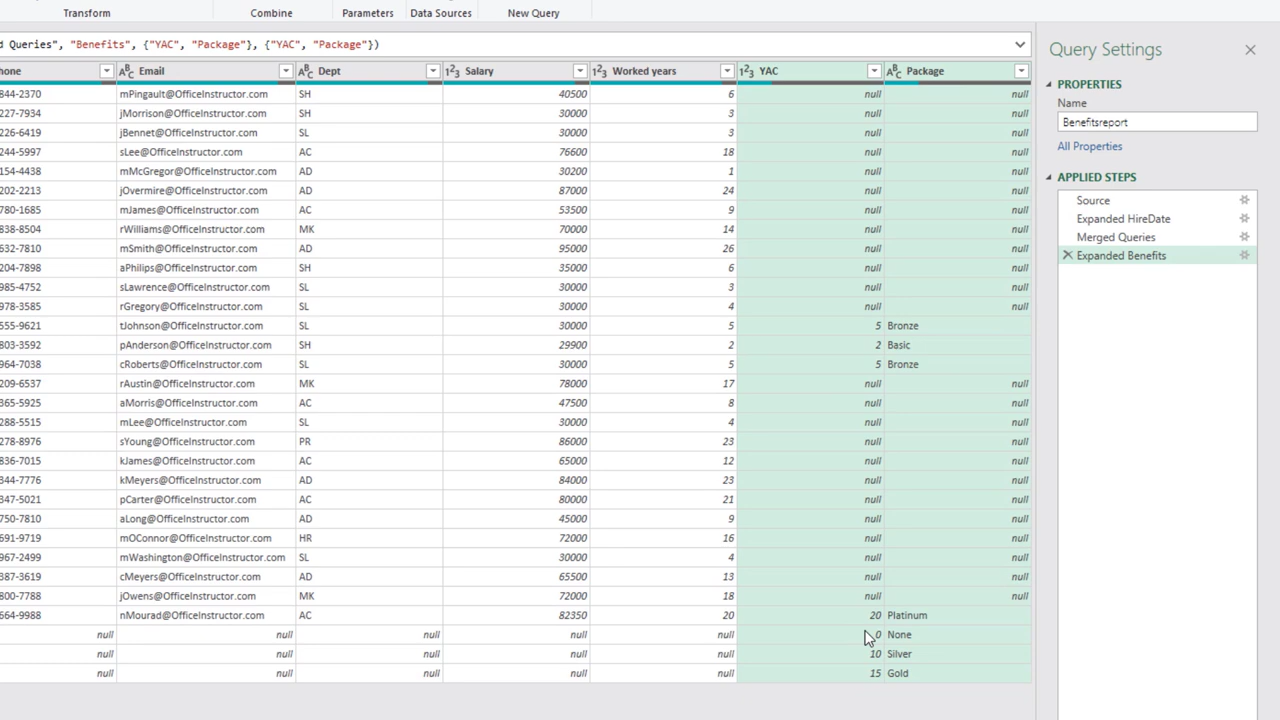 Transform Combine Parameters Data Sources New Query
d Queries", "Benefits", {"YAC", "Package"}, {"YAC", "Package"})
hone Email Dept Salary Worked years YAC Package
844-2370 mPingault@OfficeInstructor.com SH 40500 6 null null
227-7934 jMorrison@OfficeInstructor.com SH 30000 3 null null
226-6419 jBennet@OfficeInstructor.com SL 30000 3 null null
244-5997 sLee@OfficeInstructor.com AC 76600 18 null null
154-4438 mMcGregor@OfficeInstructor.com AD 30200 1 null null
202-2213 jOvermire@OfficeInstructor.com AD 87000 24 null null
780-1685 mJames@OfficeInstructor.com AC 53500 9 null null
838-8504 rWilliams@OfficeInstructor.com MK 70000 14 null null
632-7810 mSmith@OfficeInstructor.com AD 95000 26 null null
204-7898 aPhilips@OfficeInstructor.com SH 35000 6 null null
985-4752 sLawrence@OfficeInstructor.com SL 30000 3 null null
978-3585 rGregory@OfficeInstructor.com SL 30000 4 null null
555-9621 tJohnson@OfficeInstructor.com SL 30000 5 5 Bronze
803-3592 pAnderson@OfficeInstructor.com SH 29900 2 2 Basic
964-7038 cRoberts@OfficeInstructor.com SL 30000 5 5 Bronze
209-6537 rAustin@OfficeInstructor.com MK 78000 17 null null
365-5925 aMorris@OfficeInstructor.com AC 47500 8 null null
288-5515 mLee@OfficeInstructor.com SL 30000 4 null null
278-8976 sYoung@OfficeInstructor.com PR 86000 23 null null
836-7015 kJames@OfficeInstructor.com AC 65000 12 null null
344-7776 kMeyers@OfficeInstructor.com AD 84000 23 null null
347-5021 pCarter@OfficeInstructor.com AC 80000 21 null null
750-7810 aLong@OfficeInstructor.com AD 45000 9 null null
691-9719 mOConnor@OfficeInstructor.com HR 72000 16 null null
967-2499 mWashington@OfficeInstructor.com SL 30000 4 null null
387-3619 cMeyers@OfficeInstructor.com AD 65500 13 null null
800-7788 jOwens@OfficeInstructor.com MK 72000 18 null null
664-9988 nMourad@OfficeInstructor.com AC 82350 20 20 Platinum
null null null null null 0 None
null null null null null 10 Silver
null null null null null 15 Gold
Query Settings
PROPERTIES
Name
Benefitsreport
All Properties
APPLIED STEPS
Source
Expanded HireDate
Merged Queries
Expanded Benefits